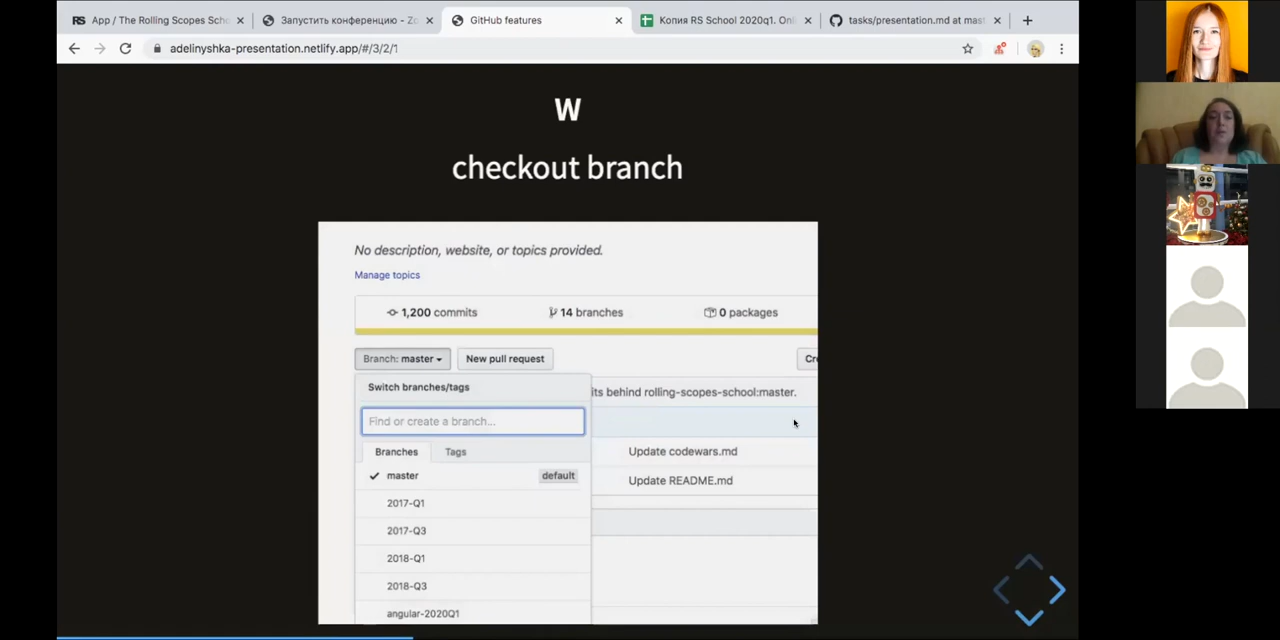 App / The Rolling Scopes Scho
Запустить конференцию - Zo
GitHub features
Копия RS School 2020q1. Onli
tasks/presentation.md at mast
adelinyshka-presentation.netlify.app/#/3/2/1
W
checkout branch
No description, website, or topics provided.
Manage topics
1,200 commits
14 branches
0 packages
Branch: master
New pull request
Cr
Switch branches/tags
its behind rolling-scopes-school:master.
Find or create a branch...
Branches
Tags
Update codewars.md
master
default
Update README.md
2017-Q1
2017-Q3
2018-Q1
2018-Q3
angular-2020Q1